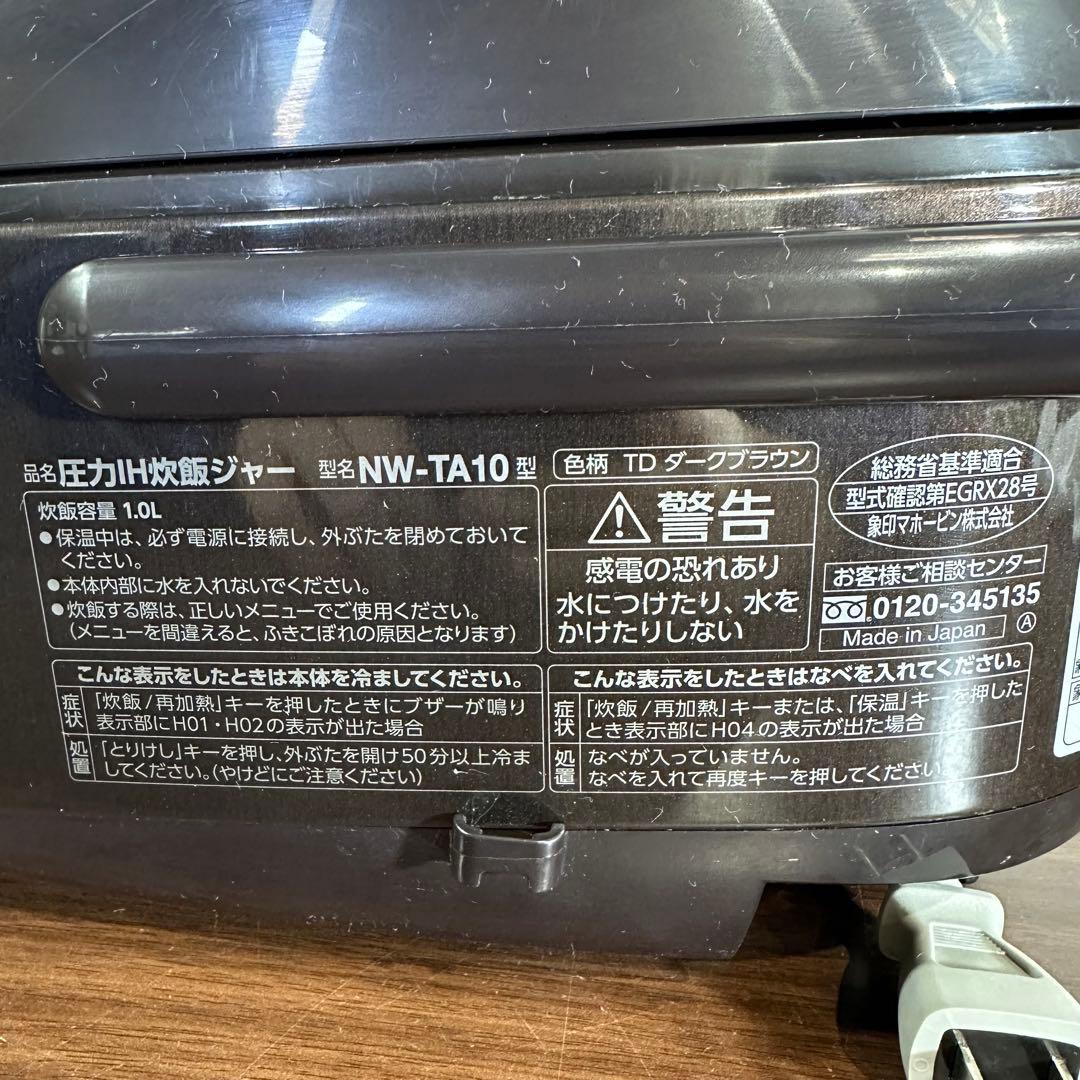 品名 圧力IH炊飯ジャー 型名 NW-TA10 型
炊飯容量 1.0L
●保温中は、必ず電源に接続し、外ぶたを閉めておいて
ください。
●本体内部に水を入れないでください。
●炊飯する際は、正しいメニューでご使用ください。
(メニューを間違えると、ふきこぼれの原因となります)
色柄 TD ダークブラウン
警告
感電の恐れあり
水につけたり、水を
かけたりしない
総務省基準適合
型式確認第EGRX28号
象印マホービン株式会社
お客様ご相談センター
0120-345135
Made in Japan Ⓐ
こんな表示をしたときは本体を冷ましてください。
症状 「炊飯/再加熱」キーを押したときにブザーが鳴り
表示部にH01・H02の表示が出た場合
処置 「とりけし」キーを押し、外ぶたを開け50分以上冷ま
してください。(やけどにご注意ください)
こんな表示をしたときはなべを入れてください。
症状 「炊飯/再加熱」キーまたは、「保温」キーを押した
とき表示部にH04の表示が出た場合
処置 なべが入っていません。
なべを入れて再度キーを押してください。